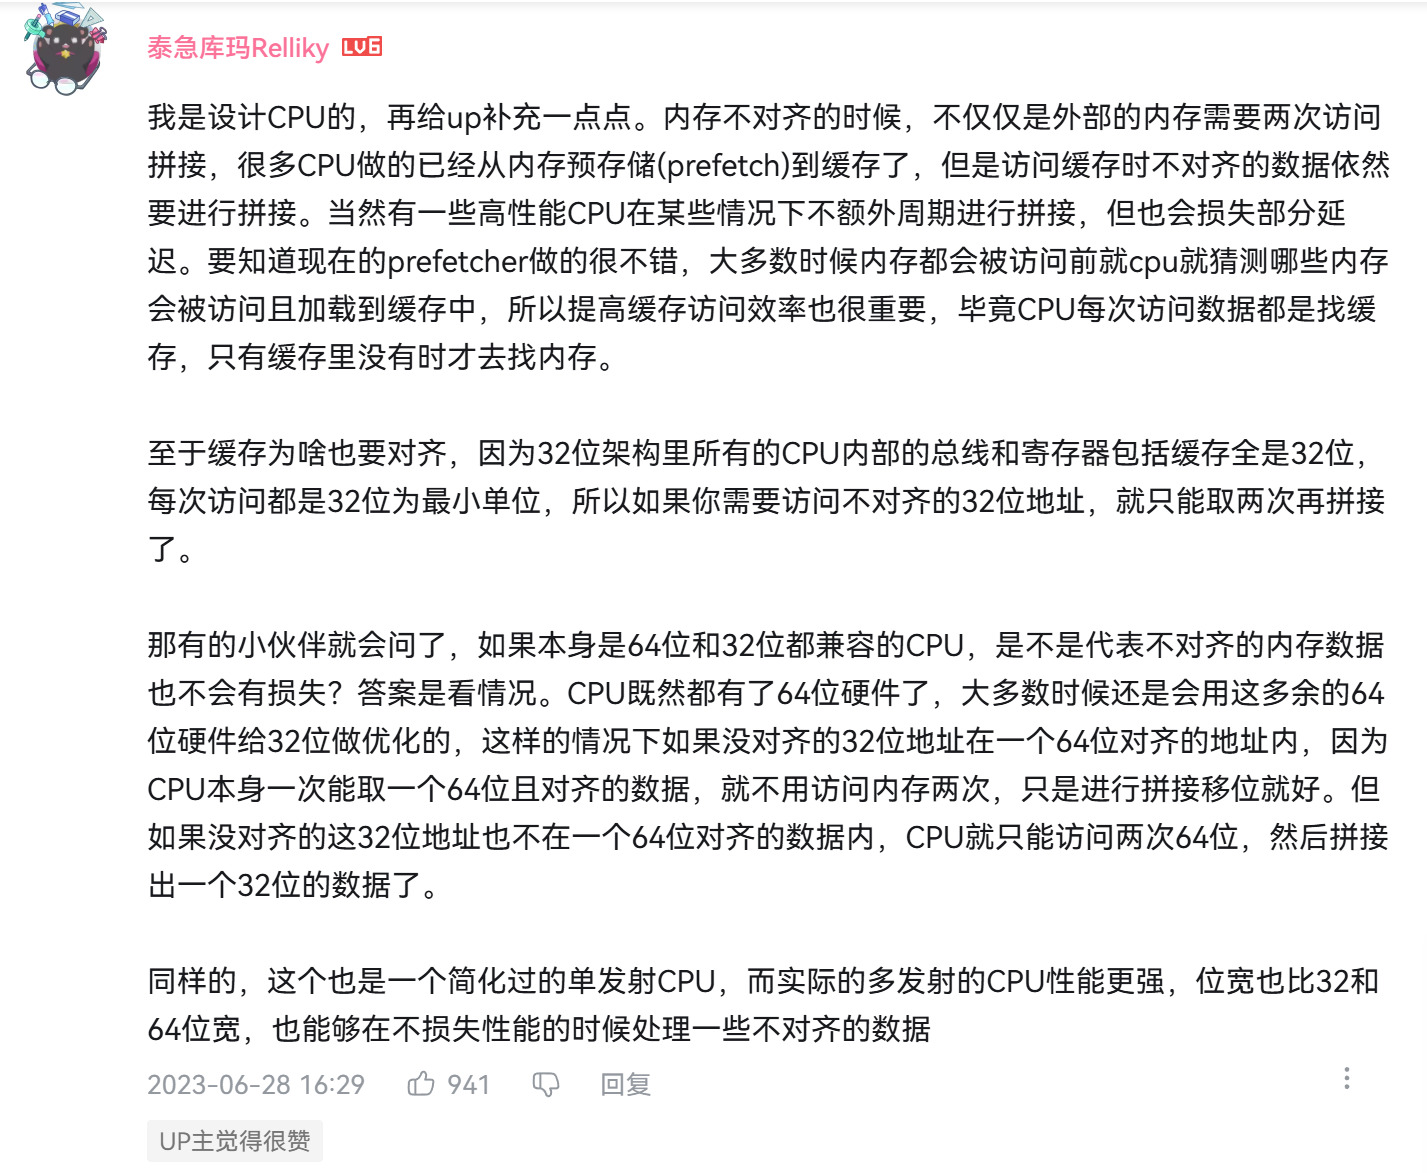 泰急库玛Relliky LV6
我是设计CPU的，再给up补充一点点。内存不对齐的时候，不仅仅是外部的内存需要两次访问
拼接，很多CPU做的已经从内存预存储(prefetch)到缓存了，但是访问缓存时不对齐的数据依然
要进行拼接。当然有一些高性能CPU在某些情况下不额外周期进行拼接，但也会损失部分延
迟。要知道现在的prefetcher做的很不错，大多数时候内存都会被访问前就cpu就猜测哪些内存
会被访问且加载到缓存中，所以提高缓存访问效率也很重要，毕竟CPU每次访问数据都是找缓
存，只有缓存里没有时才去找内存。
至于缓存为啥也要对齐，因为32位架构里所有的CPU内部的总线和寄存器包括缓存全是32位，
每次访问都是32位为最小单位，所以如果你需要访问不对齐的32位地址，就只能取两次再拼接
了。
那有的小伙伴就会问了，如果本身是64位和32位都兼容的CPU，是不是代表不对齐的内存数据
也不会有损失？答案是看情况。CPU既然都有了64位硬件了，大多数时候还是会用这多余的64
位硬件给32位做优化的，这样的情况下如果没对齐的32位地址在一个64位对齐的地址内，因为
CPU本身一次能取一个64位且对齐的数据，就不用访问内存两次，只是进行拼接移位就好。但
如果没对齐的这32位地址也不在一个64位对齐的数据内，CPU就只能访问两次64位，然后拼接
出一个32位的数据了。
同样的，这个也是一个简化过的单发射CPU，而实际的多发射的CPU性能更强，位宽也比32和
64位宽，也能够在不损失性能的时候处理一些不对齐的数据
2023-06-28 16:29 941 回复
UP主觉得很赞